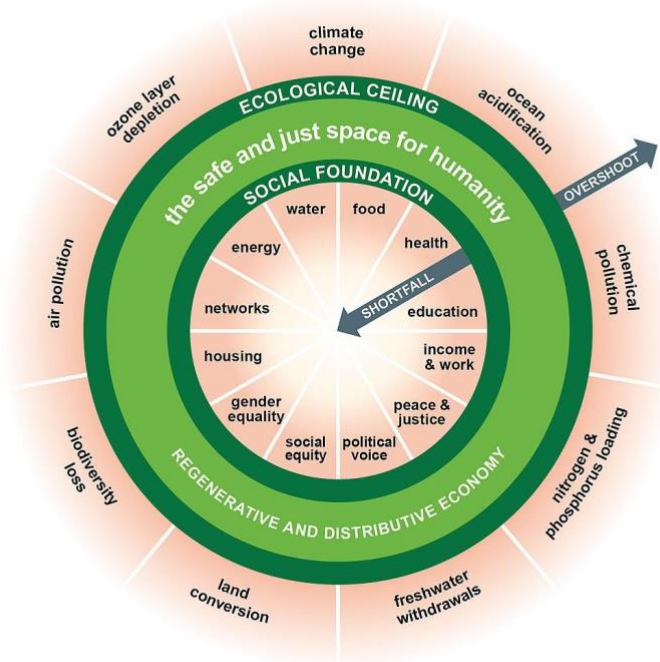 climate
change
ocean
acidification
OVERSHOOT
chemical
pollution
nitrogen &
phosphorus loading
freshwater
withdrawals
land
conversion
biodiversity
loss
air pollution
ozone layer
depletion
ECOLOGICAL CEILING
the safe and just space for humanity
SOCIAL FOUNDATION
water
food
health
SHORTFALL
education
income
& work
peace &
justice
political
voice
social
equity
gender
equality
housing
networks
energy
REGENERATIVE AND DISTRIBUTIVE ECONOMY